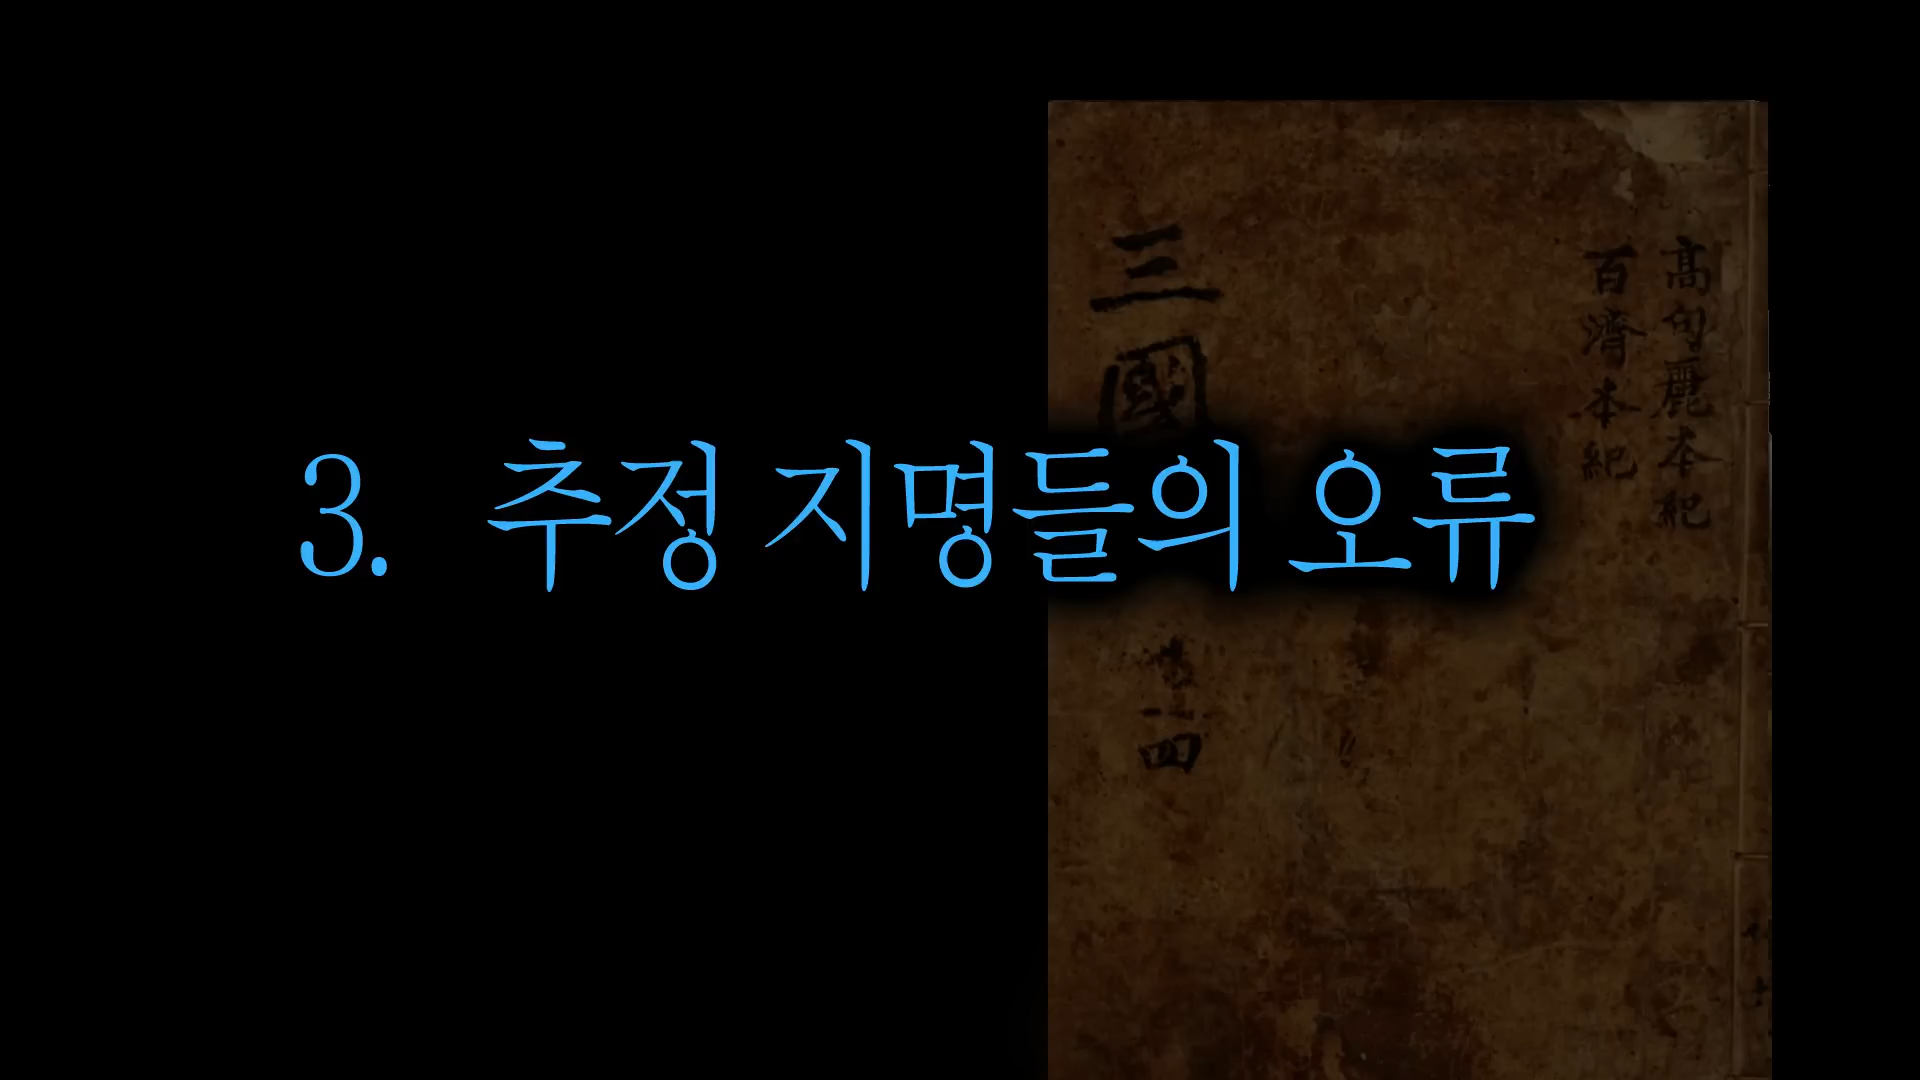 3. 추정 지명들의 오류
高句麗本紀
百濟本紀
三國
四